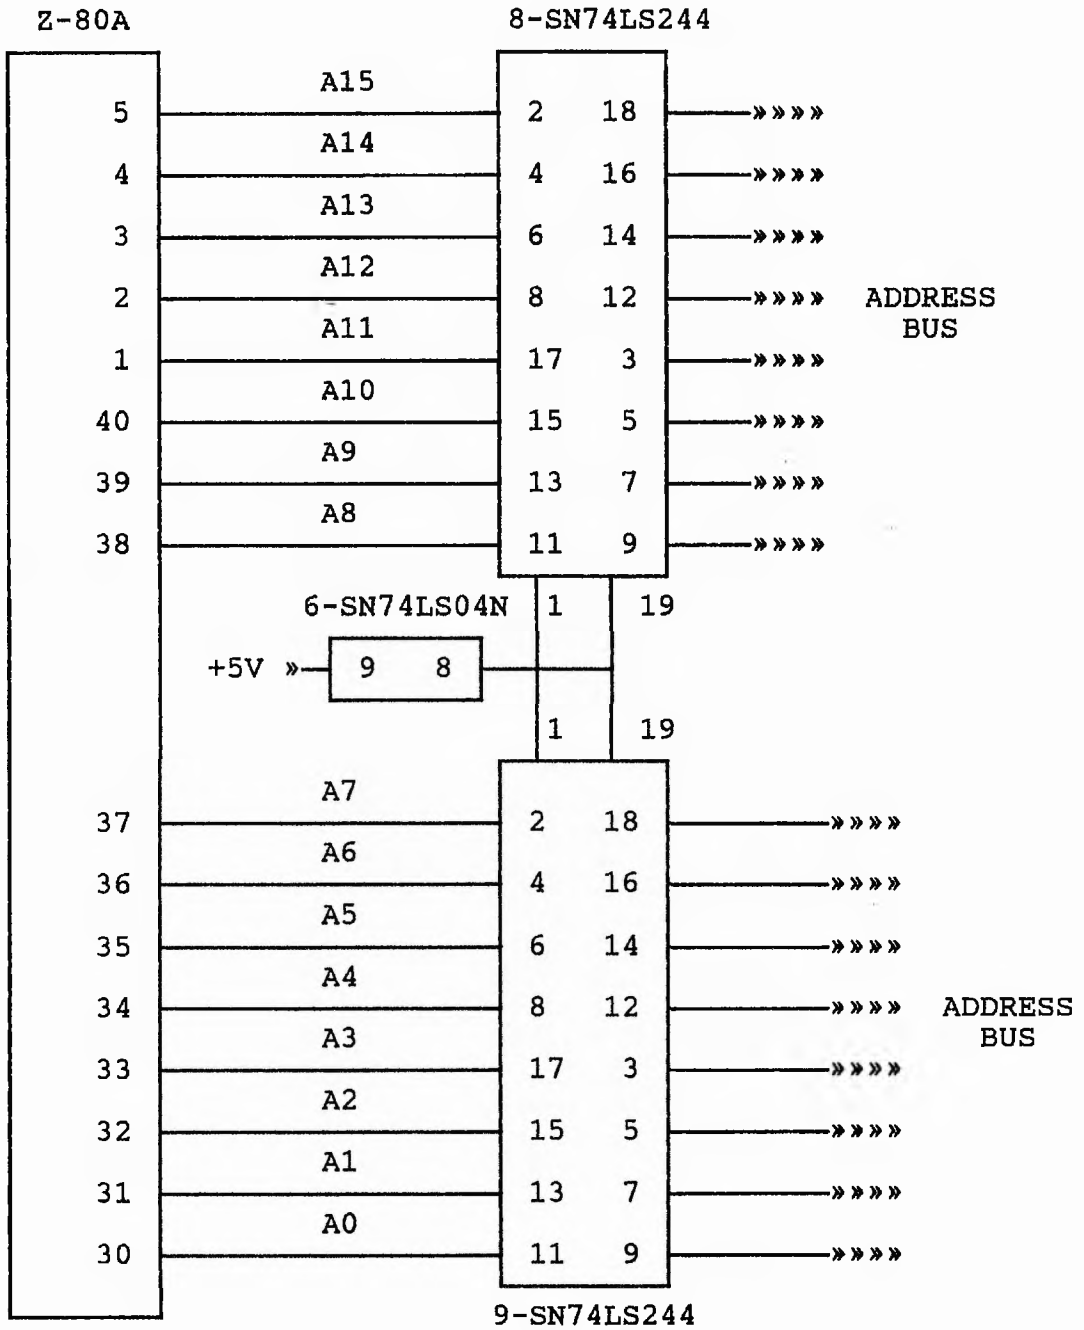 Z-80A 8-SN74LS244
A15
5 2 18 »»»»
A14
4 4 16 »»»»
A13
3 6 14 »»»»
A12
2 8 12 »»»» ADDRESS
BUS
A11
1 17 3 »»»»
A10
40 15 5 »»»»
A9
39 13 7 »»»»
A8
38 11 9 »»»»
6-SN74LS04N 1 19
+5V » 9 8
1 19
A7
37 2 18 »»»»
A6
36 4 16 »»»»
A5
35 6 14 »»»»
A4
34 8 12 »»»» ADDRESS
BUS
A3
33 17 3 »»»»
A2
32 15 5 »»»»
A1
31 13 7 »»»»
A0
30 11 9 »»»»
9-SN74LS244